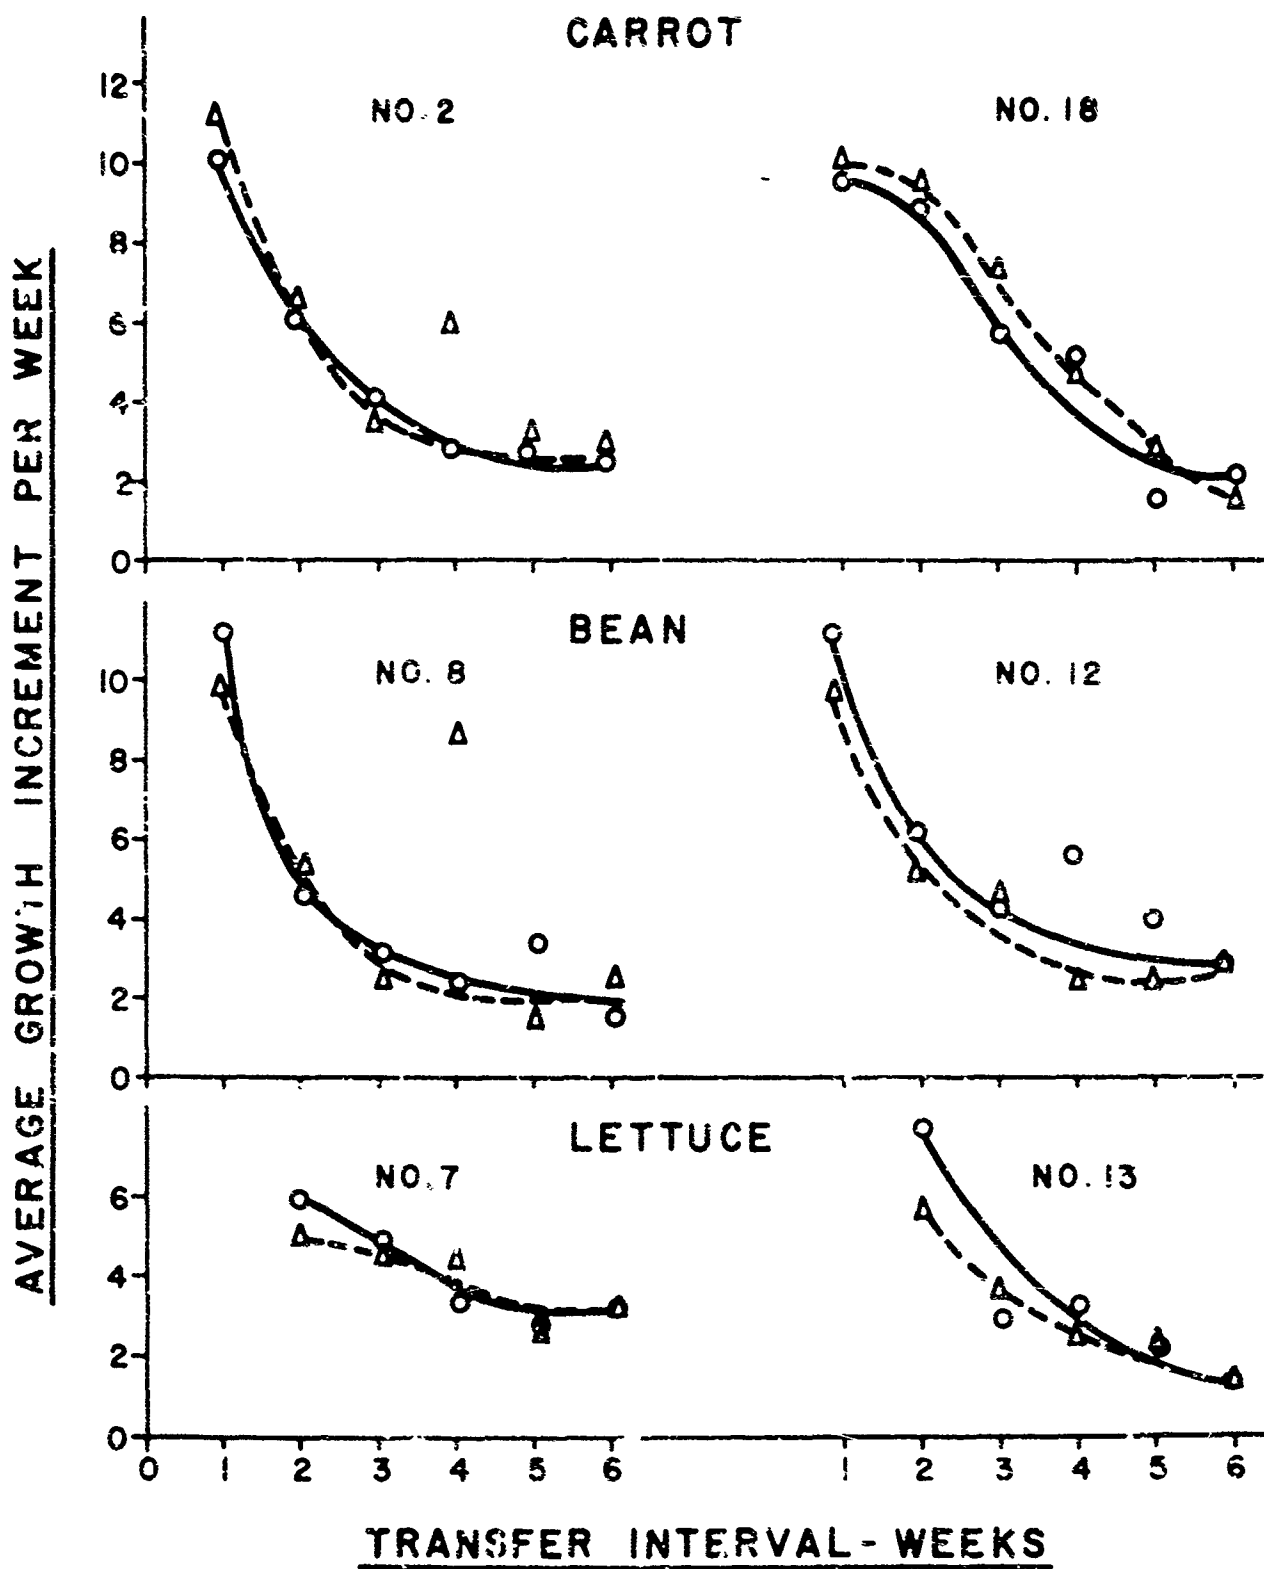 CARROT
12
NO. 2
NO. 18
10
8
6
4
2
0
BEAN
NO. 8
NO. 12
10
8
6
4
2
0
LETTUCE
NO. 7
NO. 13
6
4
2
0
0 1 2 3 4 5 6 1 2 3 4 5 6
TRANSFER INTERVAL - WEEKS
AVERAGE GROWTH INCREMENT PER WEEK